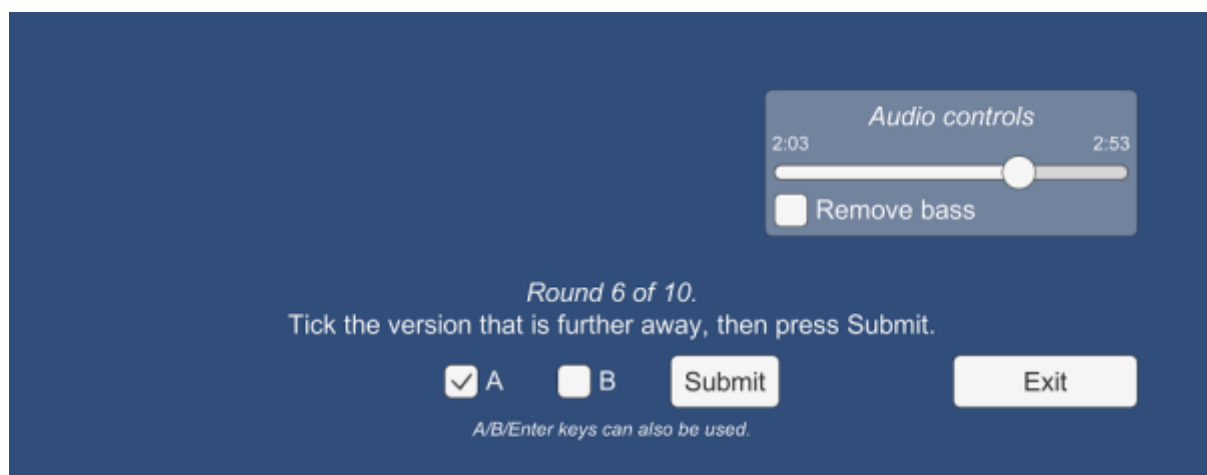 Audio controls
2:03 2:53
Remove bass
Round 6 of 10.
Tick the version that is further away, then press Submit.
A B Submit Exit
A/B/Enter keys can also be used.